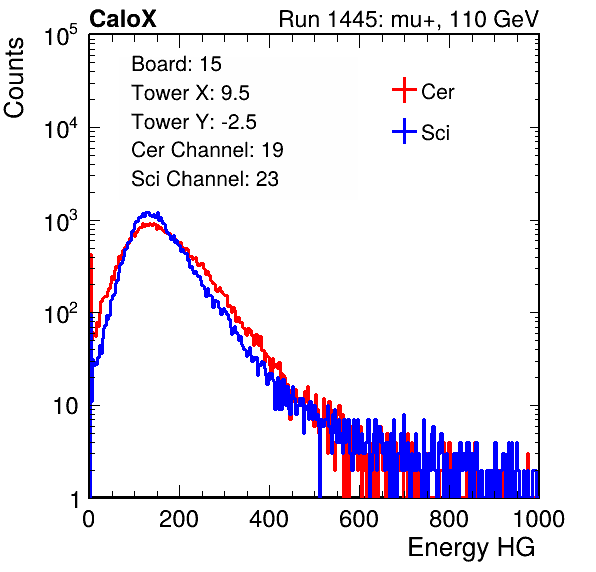 CaloX Run 1445: mu+, 110 GeV
Counts
Board: 15
Tower X: 9.5
Tower Y: -2.5
Cer Channel: 19
Sci Channel: 23
Cer
Sci
10^5
10^4
10^3
10^2
10
1
0 200 400 600 800 1000
Energy HG